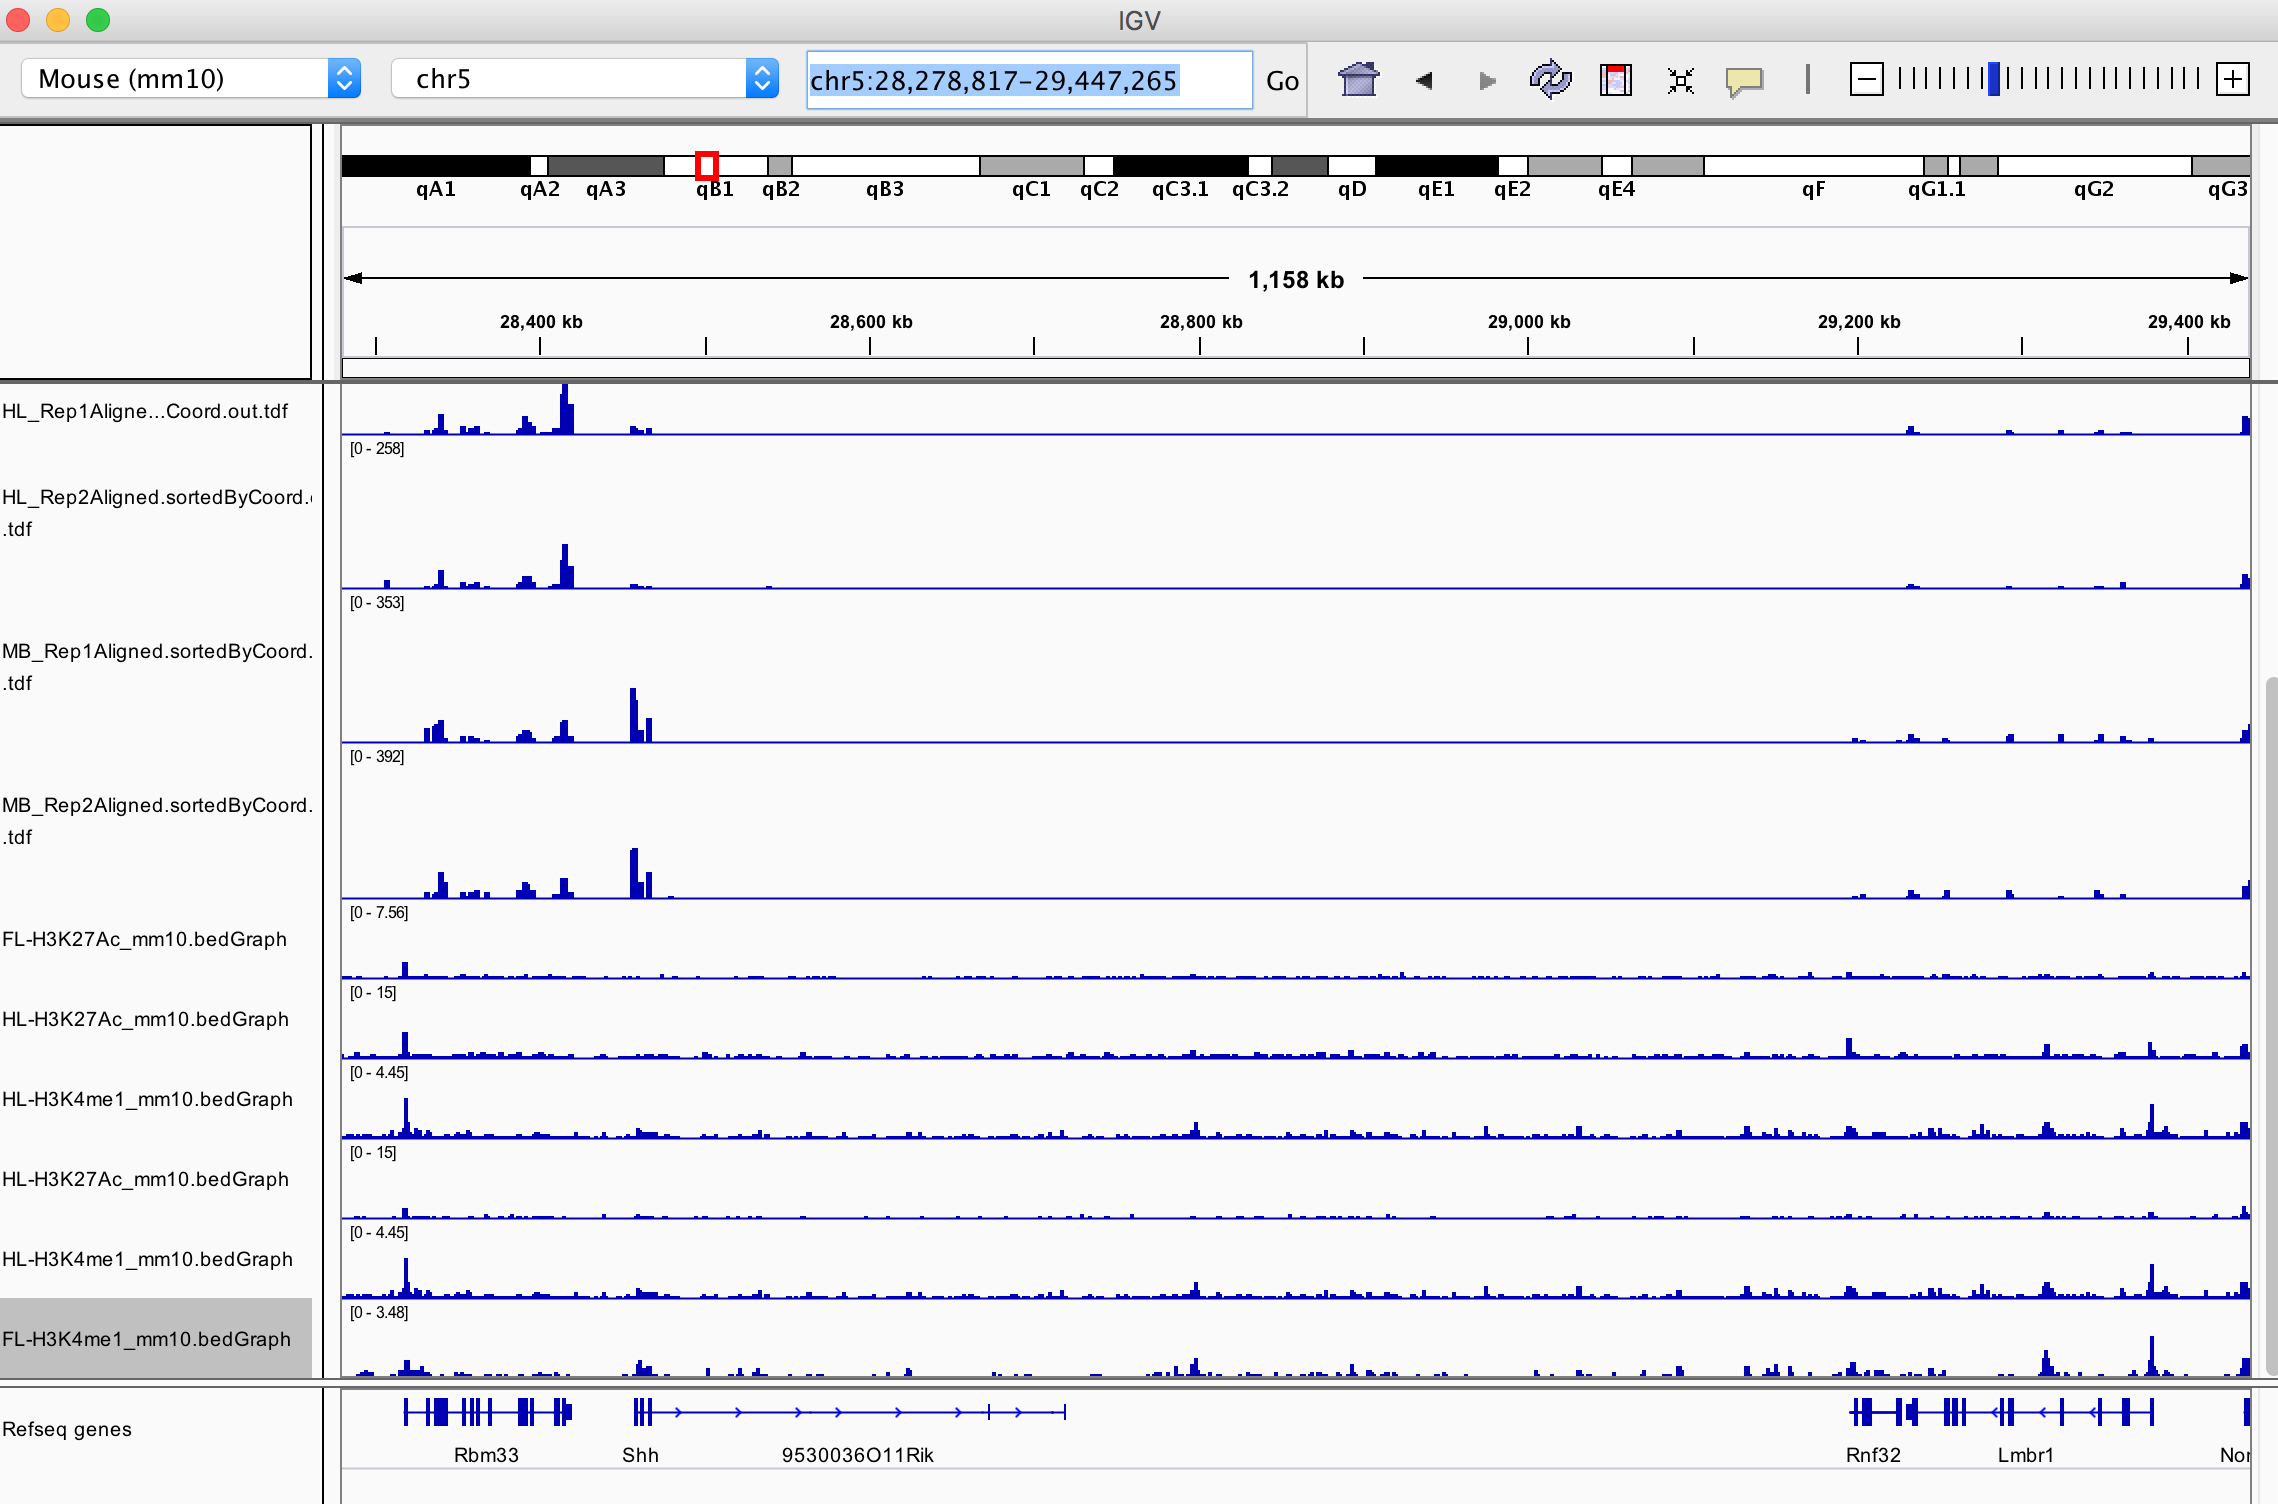 IGV
Mouse (mm10) chr5 chr5:28,278,817-29,447,265 Go
qA1 qA2 qA3 qB1 qB2 qB3 qC1 qC2 qC3.1 qC3.2 qD qE1 qE2 qE4 qF qG1.1 qG2 qG3
1,158 kb
28,400 kb 28,600 kb 28,800 kb 29,000 kb 29,200 kb 29,400 kb
HL_Rep1Aligne...Coord.out.tdf
[0 - 258]
HL_Rep2Aligned.sortedByCoord.
.tdf
[0 - 353]
MB_Rep1Aligned.sortedByCoord.
.tdf
[0 - 392]
MB_Rep2Aligned.sortedByCoord.
.tdf
[0 - 7.56]
FL-H3K27Ac_mm10.bedGraph
[0 - 15]
HL-H3K27Ac_mm10.bedGraph
[0 - 4.45]
HL-H3K4me1_mm10.bedGraph
[0 - 15]
HL-H3K27Ac_mm10.bedGraph
[0 - 4.45]
HL-H3K4me1_mm10.bedGraph
[0 - 3.48]
FL-H3K4me1_mm10.bedGraph
Refseq genes
Rbm33 Shh 9530036O11Rik Rnf32 Lmbr1 Nor